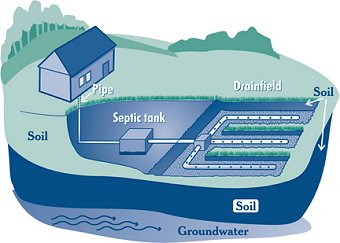 Pipe
Drainfield
Soil
Septic tank
Soil
Soil
Groundwater